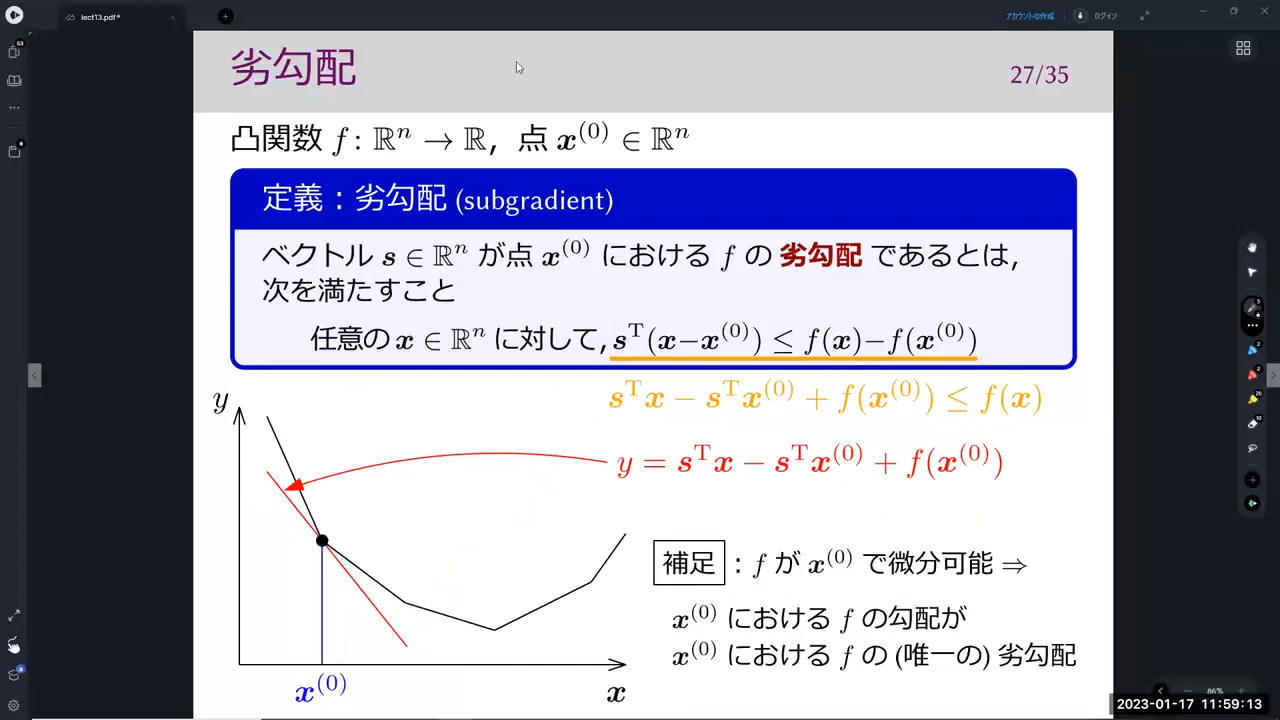 lect13.pdf*
アカウントの作成
ログイン
劣勾配
27/35
凸関数 f: ℝⁿ → ℝ, 点 x⁽⁰⁾ ∈ ℝⁿ
定義：劣勾配 (subgradient)
ベクトル s ∈ ℝⁿ が点 x⁽⁰⁾ における f の 劣勾配 であるとは,
次を満たすこと
任意の x ∈ ℝⁿ に対して, sᵀ(x−x⁽⁰⁾) ≤ f(x)−f(x⁽⁰⁾)
sᵀx − sᵀx⁽⁰⁾ + f(x⁽⁰⁾) ≤ f(x)
y
y = sᵀx − sᵀx⁽⁰⁾ + f(x⁽⁰⁾)
補足：f が x⁽⁰⁾ で微分可能 ⇒
x⁽⁰⁾ における f の勾配が
x⁽⁰⁾ における f の (唯一の) 劣勾配
x⁽⁰⁾
x
86%
2023-01-17 11:59:13